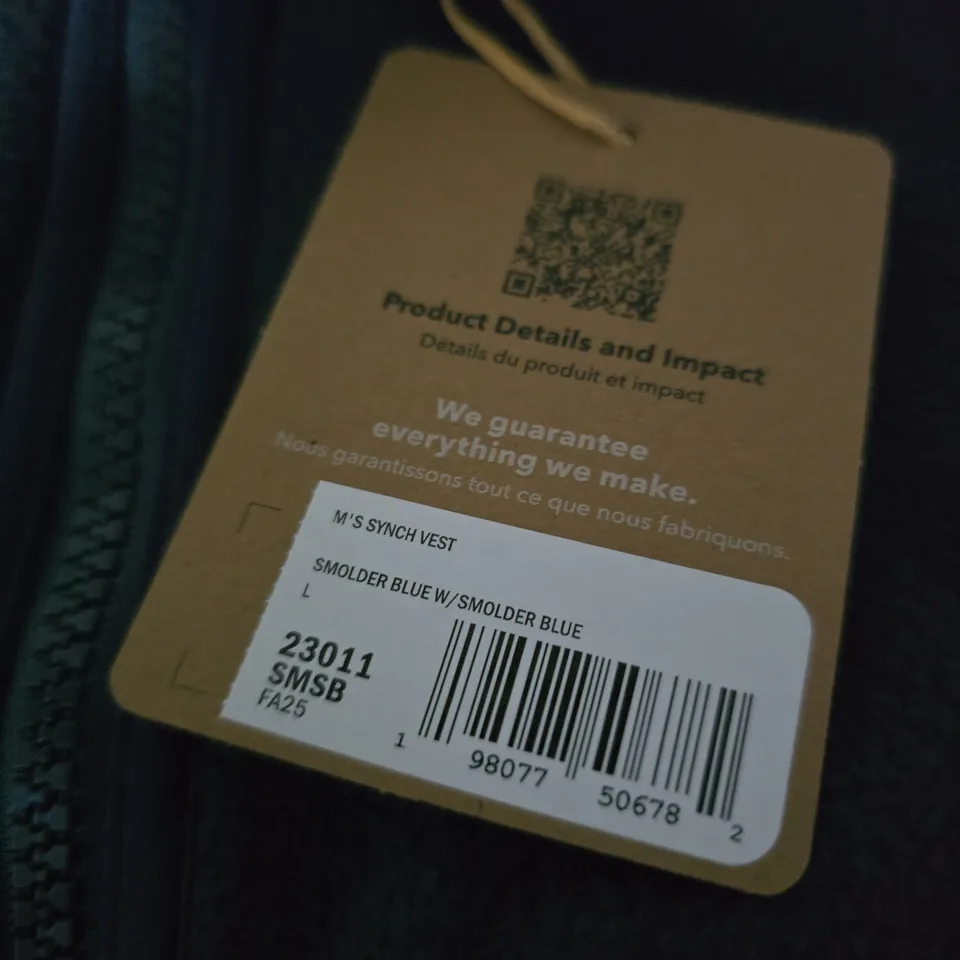 Product Details and Impact
Détails du produit et impact
We guarantee
everything we make.
Nous garantissons tout ce que nous fabriquons.
M'S SYNCH VEST
SMOLDER BLUE W/SMOLDER BLUE
L
23011
SMSB
FA25
1 98077 50678 2